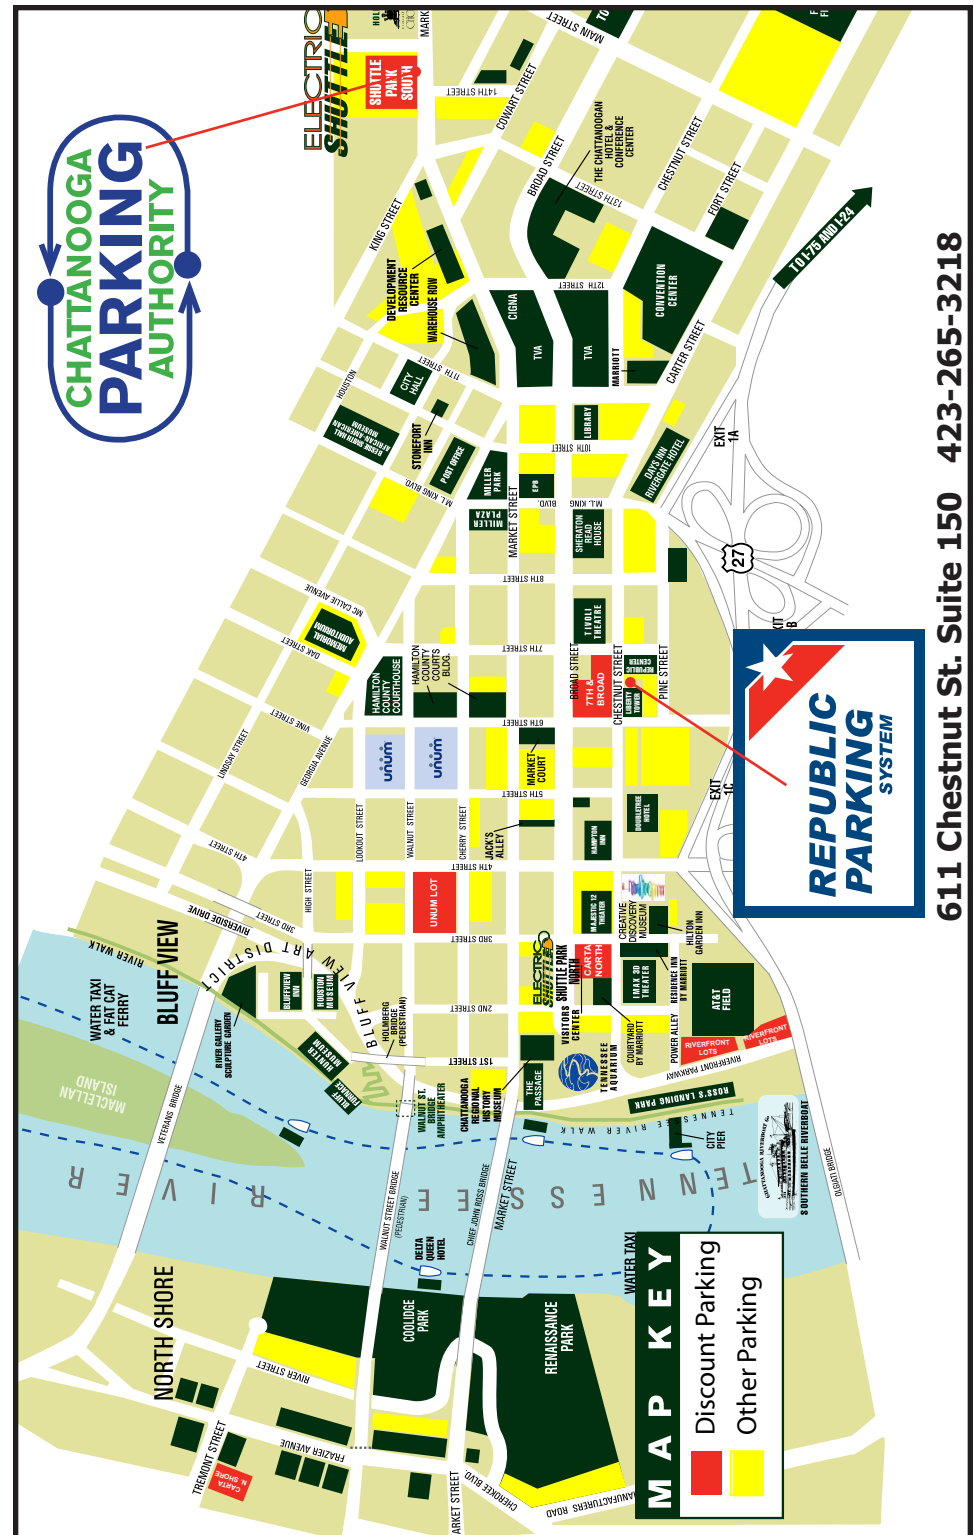 CHATTANOOGA
PARKING
AUTHORITY
ELECTRIC
SHUTTLE
SHUTTLE
PARK
SOUTH
14TH STREET
COWART STREET
MAIN STREET
BROAD STREET
THE CHATTANOOGAN
HOTEL &
CONFERENCE
CENTER
13TH STREET
CHESTNUT STREET
FORT STREET
TO I-75 AND I-24
KING STREET
DEVELOPMENT
RESOURCE
CENTER
WAREHOUSE ROW
CIGNA
TVA
TVA
12TH STREET
CONVENTION
CENTER
MARRIOTT
CARTER STREET
11TH STREET
HOUSTON
CITY
HALL
BESSIE SMITH HALL
AFRICAN-AMERICAN
MUSEUM
STONEFORT
INN
POST OFFICE
M.L. KING BLVD.
MILLER
PARK
MILLER
PLAZA
MARKET STREET
EPB
LIBRARY
10TH STREET
DAYS INN
RIVERGATE HOTEL
EXIT
1A
M.L. KING
BLVD.
SHERATON
READ
HOUSE
27
8TH STREET
MC CALLIE AVENUE
MEMORIAL
AUDITORIUM
OAK STREET
TIVOLI
THEATRE
7TH STREET
HAMILTON
COUNTY
COURTHOUSE
HAMILTON
COUNTY
COURTS
BLDG.
BROAD STREET
7TH &
BROAD
CHESTNUT STREET
REPUBLIC
CENTER
LIBERTY
TOWER
PINE STREET
6TH STREET
VINE STREET
LINDSAY STREET
GEORGIA AVENUE
unum
unum
MARKET
COURT
5TH STREET
EXIT
1C
REPUBLIC
PARKING
SYSTEM
611 Chestnut St. Suite 150 423-265-3218
LOOKOUT STREET
WALNUT STREET
CHERRY STREET
JACK'S
ALLEY
HAMPTON
INN
DOUBLETREE
HOTEL
4TH STREET
4TH STREET
HIGH STREET
UNUM LOT
MAJESTIC 12
THEATER
CREATIVE
DISCOVERY
MUSEUM
HILTON
GARDEN INN
3RD STREET
3RD STREET
RIVERSIDE DRIVE
RIVER WALK
BLUFF VIEW
BLUFF VIEW ART DISTRICT
WATER TAXI
& FAT CAT
FERRY
BLUFFVIEW
INN
HOUSTON
MUSEUM
RIVER GALLERY
SCULPTURE GARDEN
HUNTER
MUSEUM
BLUFF
FURNACE
HOLMBERG
BRIDGE
(PEDESTRIAN)
2ND STREET
1ST STREET
ELECTRIC
SHUTTLE
SHUTTLE PARK
NORTH
CARTA
NORTH
VISITORS
CENTER
IMAX 3D
THEATER
RESIDENCE INN
BY MARRIOTT
COURTYARD
BY MARRIOTT
AT&T
FIELD
POWER ALLEY
RIVERFRONT
LOTS
RIVERFRONT
LOTS
RIVERFRONT PARKWAY
TENNESSEE
AQUARIUM
THE
PASSAGE
CHATTANOOGA
REGIONAL
HISTORY
MUSEUM
WALNUT ST.
BRIDGE
AMPHITHEATER
ROSS'S LANDING PARK
TENNESSEE RIVER WALK
CITY
PIER
CHATTANOOGA RIVERBOAT Co.
SOUTHERN BELLE RIVERBOAT
OLGIATI BRIDGE
MACLELLAN
ISLAND
VETERANS BRIDGE
TENNESSEE RIVER
WALNUT STREET BRIDGE
(PEDESTRIAN)
CHIEF JOHN ROSS BRIDGE
MARKET STREET
DELTA
QUEEN
HOTEL
WATER TAXI
NORTH SHORE
COOLIDGE
PARK
RENAISSANCE
PARK
RIVER STREET
FRAZIER AVENUE
TREMONT STREET
CARTA
N. SHORE
CHEROKEE BLVD.
MANUFACTURERS ROAD
MAP KEY
Discount Parking
Other Parking